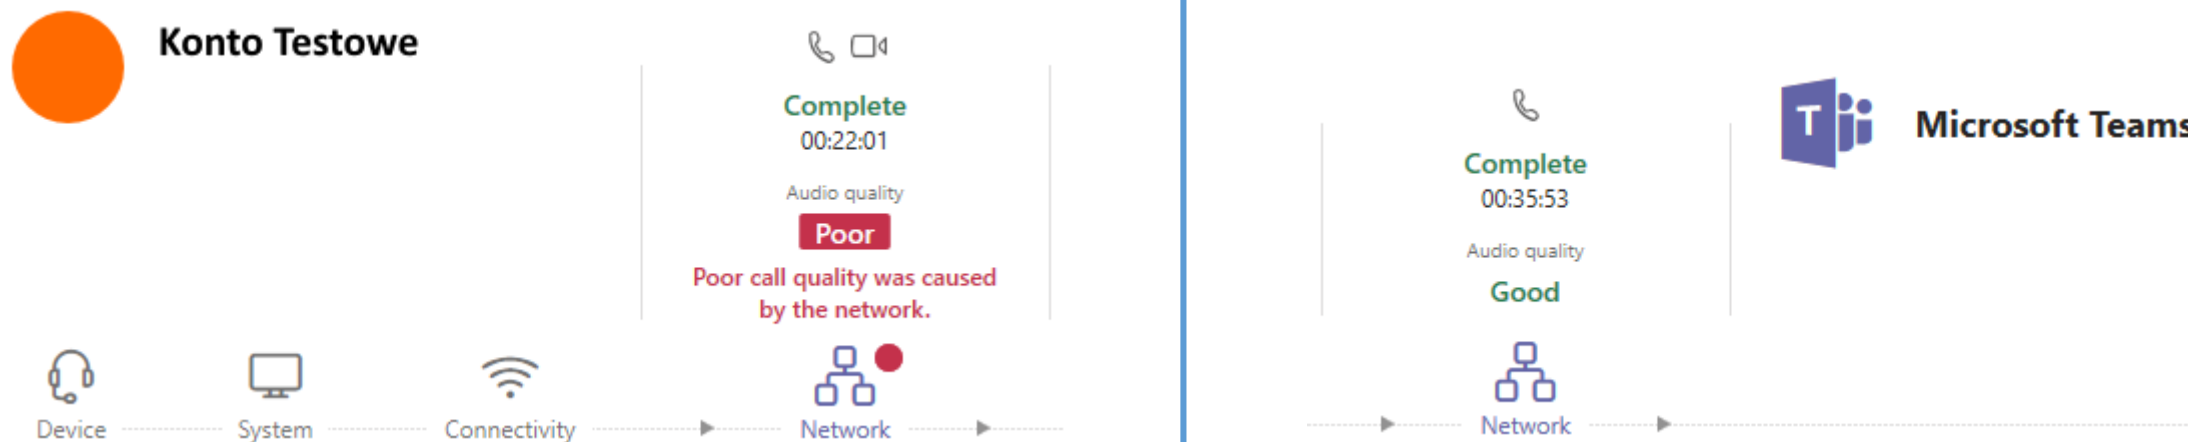 Konto Testowe
Complete
00:22:01
Audio quality
Poor
Poor call quality was caused
by the network.
Device
System
Connectivity
Network
Complete
00:35:53
Audio quality
Good
Network
T
Microsoft Teams